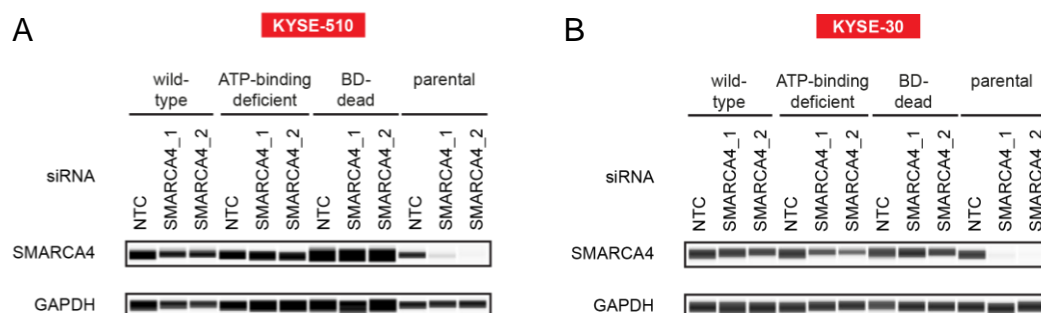 A
KYSE-510
wild-
type
ATP-binding
deficient
BD-
dead
parental
siRNA
NTC
SMARCA4_1
SMARCA4_2
NTC
SMARCA4_1
SMARCA4_2
NTC
SMARCA4_1
SMARCA4_2
NTC
SMARCA4_1
SMARCA4_2
SMARCA4
GAPDH
B
KYSE-30
wild-
type
ATP-binding
deficient
BD-
dead
parental
siRNA
NTC
SMARCA4_1
SMARCA4_2
NTC
SMARCA4_1
SMARCA4_2
NTC
SMARCA4_1
SMARCA4_2
NTC
SMARCA4_1
SMARCA4_2
SMARCA4
GAPDH